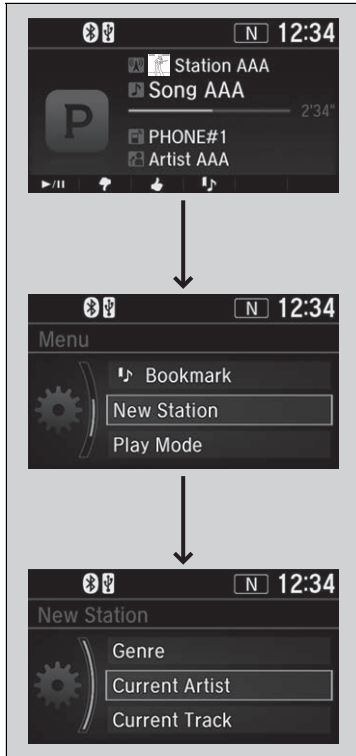 N 12:34
Station AAA
Song AAA
2'34"
P
PHONE#1
Artist AAA
►/II
N 12:34
Menu
Bookmark
New Station
Play Mode
N 12:34
New Station
Genre
Current Artist
Current Track